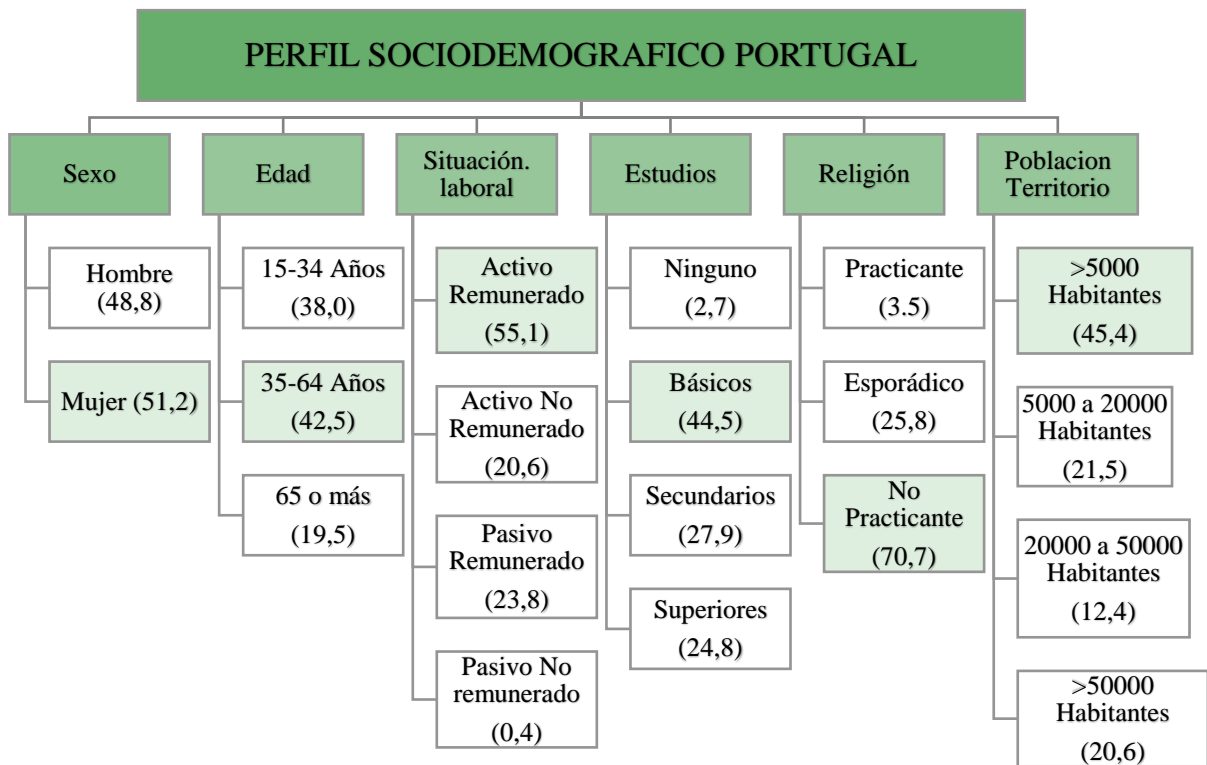 PERFIL SOCIODEMOGRAFICO PORTUGAL
Sexo
Hombre
(48,8)
Mujer (51,2)
Edad
15-34 Años
(38,0)
35-64 Años
(42,5)
65 o más
(19,5)
Situación.
laboral
Activo
Remunerado
(55,1)
Activo No
Remunerado
(20,6)
Pasivo
Remunerado
(23,8)
Pasivo No
remunerado
(0,4)
Estudios
Ninguno
(2,7)
Básicos
(44,5)
Secundarios
(27,9)
Superiores
(24,8)
Religión
Practicante
(3.5)
Esporádico
(25,8)
No
Practicante
(70,7)
Poblacion
Territorio
>5000
Habitantes
(45,4)
5000 a 20000
Habitantes
(21,5)
20000 a 50000
Habitantes
(12,4)
>50000
Habitantes
(20,6)